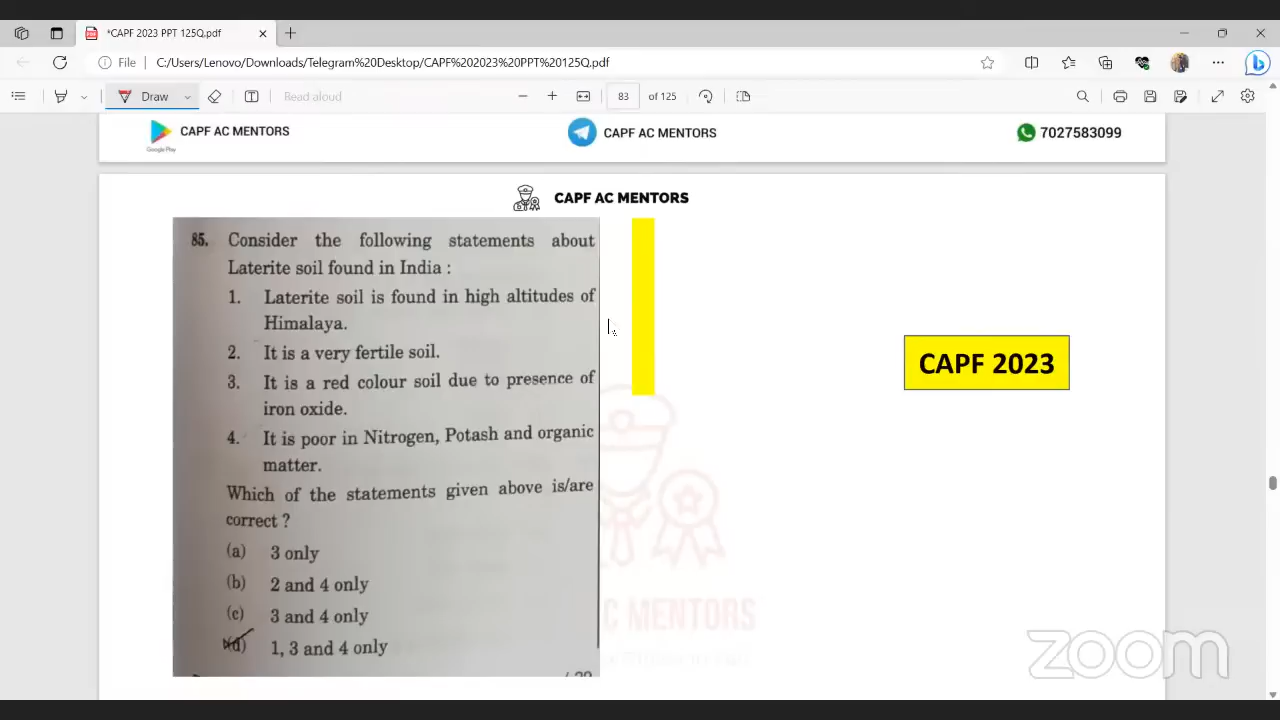 *CAPF 2023 PPT 125Q.pdf
File C:/Users/Lenovo/Downloads/Telegram%20Desktop/CAPF%202023%20PPT%20125Q.pdf
Draw Read aloud 83 of 125
CAPF AC MENTORS CAPF AC MENTORS 7027583099
Google Play
CAPF AC MENTORS
85. Consider the following statements about
Laterite soil found in India :
1. Laterite soil is found in high altitudes of
Himalaya.
2. It is a very fertile soil.
3. It is a red colour soil due to presence of
iron oxide.
4. It is poor in Nitrogen, Potash and organic
matter.
Which of the statements given above is/are
correct ?
(a) 3 only
(b) 2 and 4 only
(c) 3 and 4 only
(d) 1, 3 and 4 only
CAPF 2023
C MENTORS
zoom